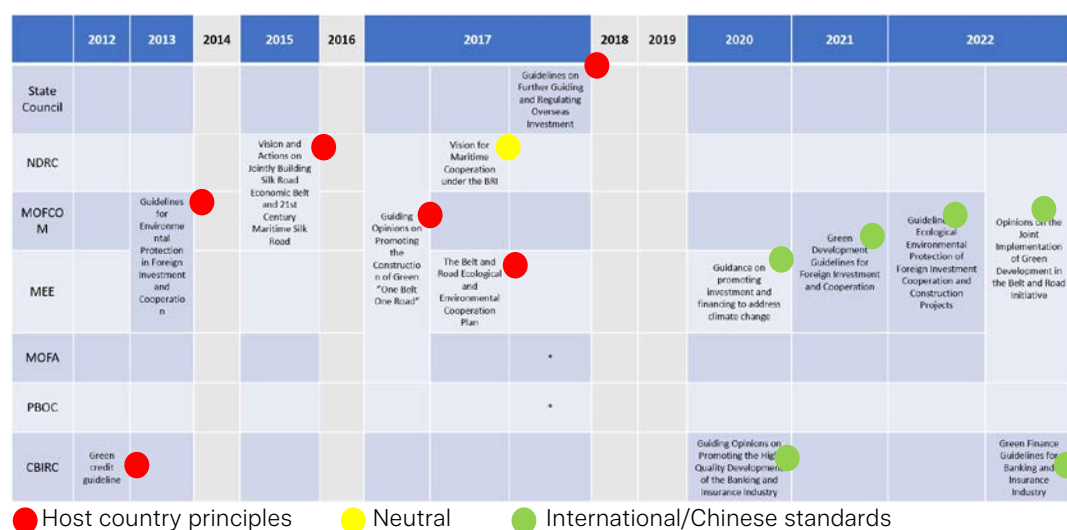 2012 2013 2014 2015 2016 2017 2018 2019 2020 2021 2022
State
Council
Guidelines on
Further Guiding
and Regulating
Overseas
Investment
NDRC
Vision and
Actions on
Jointly Building
Silk Road
Economic Belt
and 21st
Century
Maritime Silk
Road
Vision for
Maritime
Cooperation
under the BRI
MOFCO
M
Guidelines
for
Environme
ntal
Protection
in Foreign
Investment
and
Cooperatio
n
Guiding
Opinions on
Promoting
the
Constructio
n of Green
"One Belt
One Road"
Green
Development
Guidelines for
Foreign Investment
and Cooperation
Guidelines
Ecological
Environmental
Protection of
Foreign Investment
Cooperation and
Construction
Projects
Opinions on the
Joint
Implementation
of Green
Development in
the Belt and Road
Initiative
MEE
The Belt and
Road Ecological
and
Environmental
Cooperation
Plan
Guidance on
promoting
investment and
financing to address
climate change
MOFA
*
PBOC
*
CBIRC
Green
credit
guideline
Guiding Opinions on
Promoting the High
Quality Development
of the Banking and
Insurance Industry
Green Finance
Guidelines for
Banking and
Insurance
Industry
Host country principles Neutral International/Chinese standards